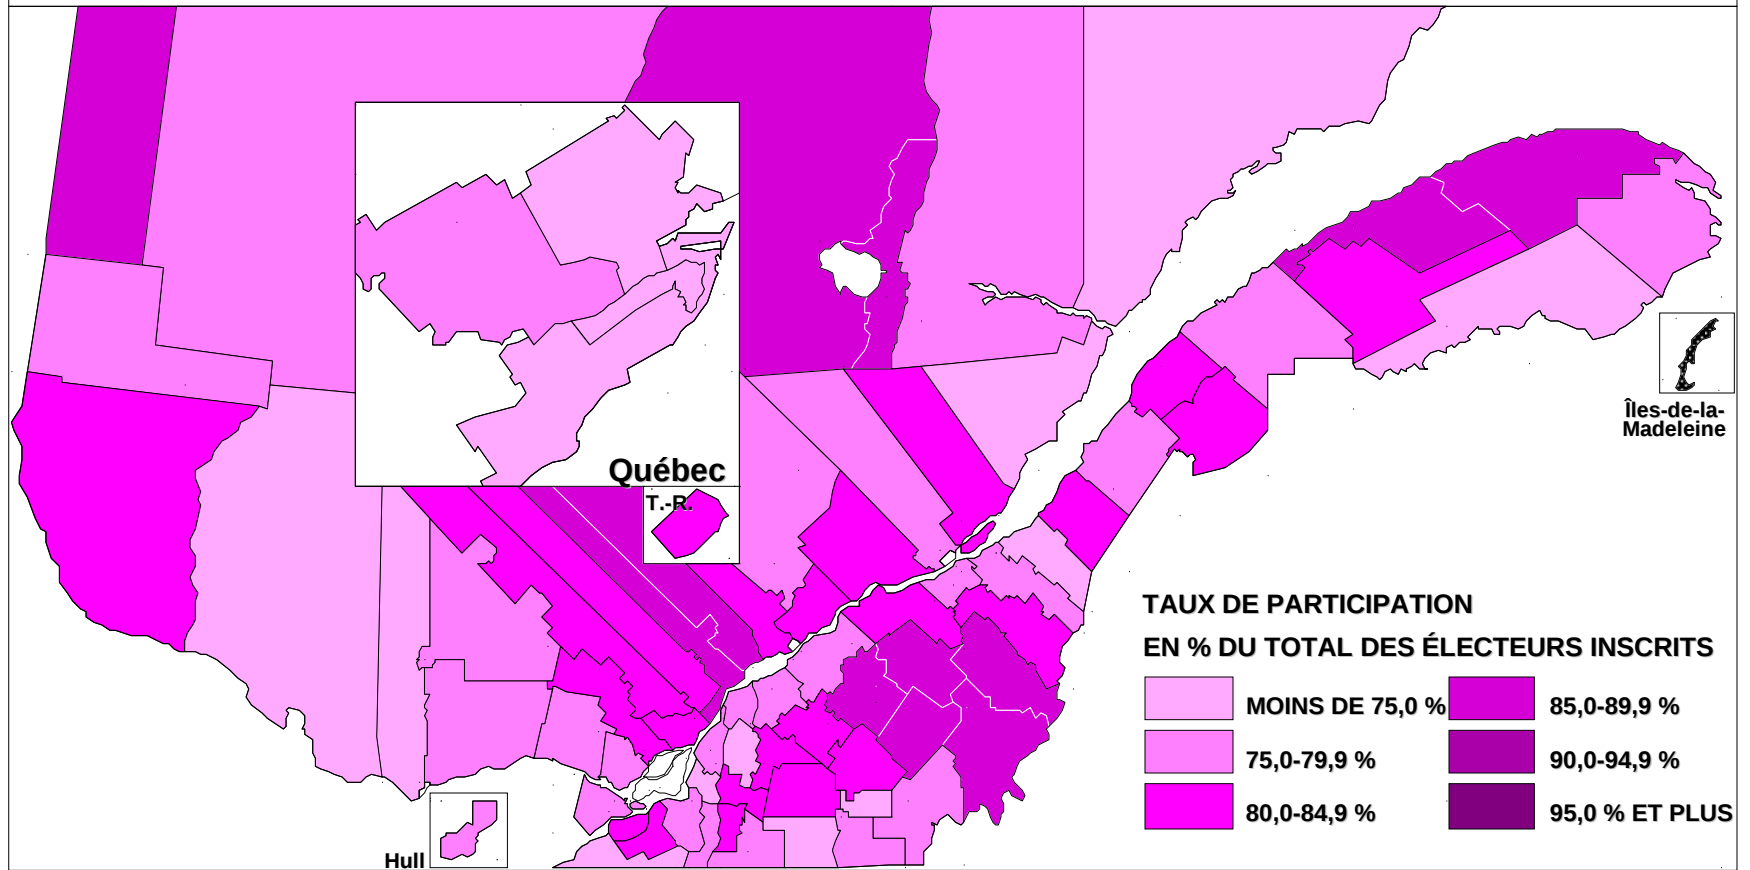 Québec
T.-R.
Îles-de-la-
Madeleine
TAUX DE PARTICIPATION
EN % DU TOTAL DES ÉLECTEURS INSCRITS
MOINS DE 75,0 %
85,0-89,9 %
75,0-79,9 %
90,0-94,9 %
80,0-84,9 %
95,0 % ET PLUS
Hull